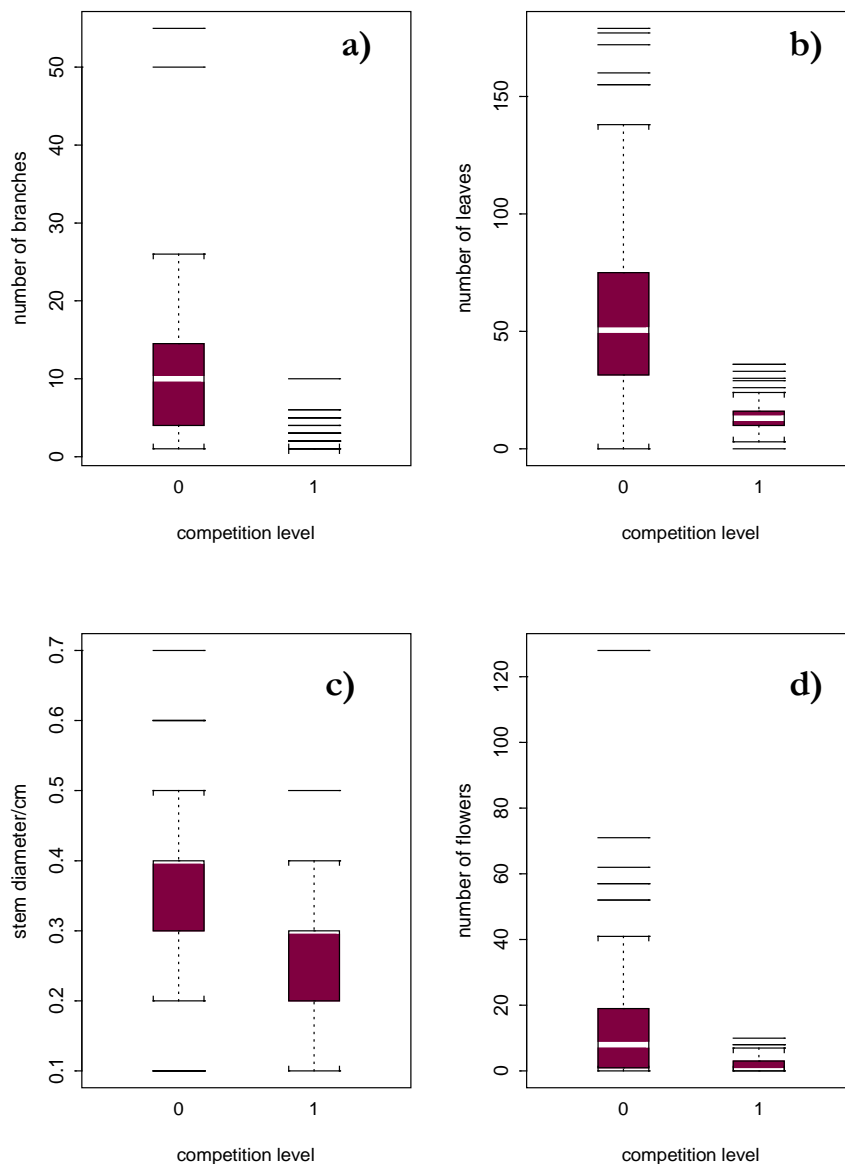 a)
number of branches
0
10
20
30
40
50
0 1
competition level
b)
number of leaves
0
50
100
150
0 1
competition level
c)
stem diameter/cm
0.1
0.2
0.3
0.4
0.5
0.6
0.7
0 1
competition level
d)
number of flowers
0
20
40
60
80
100
120
0 1
competition level